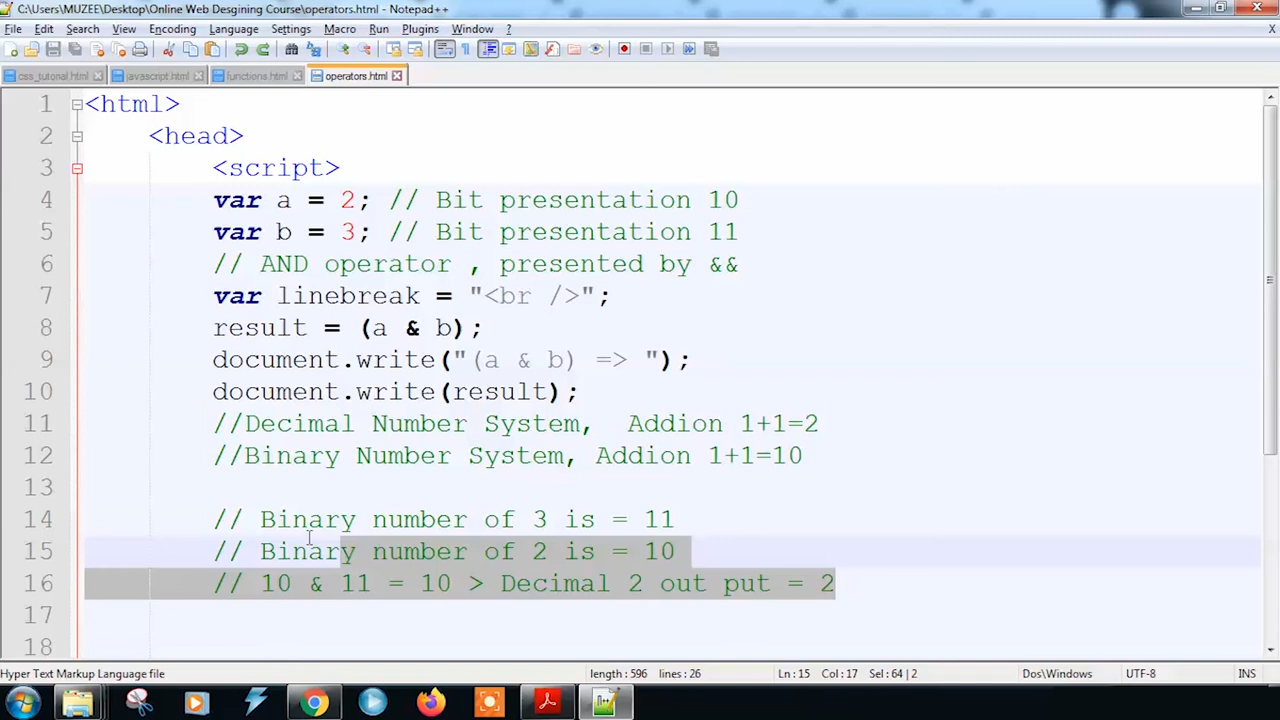 C:\Users\MUZEE\Desktop\Online Web Desgining Course\operators.html - Notepad++
File Edit Search View Encoding Language Settings Macro Run Plugins Window ? X
css_tutorial.html javascript.html functions.html operators.html
1 <html>
2 <head>
3 <script>
4 var a = 2; // Bit presentation 10
5 var b = 3; // Bit presentation 11
6 // AND operator , presented by &&
7 var linebreak = "<br />";
8 result = (a & b);
9 document.write("(a & b) => ");
10 document.write(result);
11 //Decimal Number System,  Addion 1+1=2
12 //Binary Number System, Addion 1+1=10
13
14 // Binary number of 3 is = 11
15 // Binary number of 2 is = 10
16 // 10 & 11 = 10 > Decimal 2 out put = 2
17
18
Hyper Text Markup Language file length : 596 lines : 26 Ln : 15 Col : 17 Sel : 64 | 2 Dos\Windows UTF-8 INS